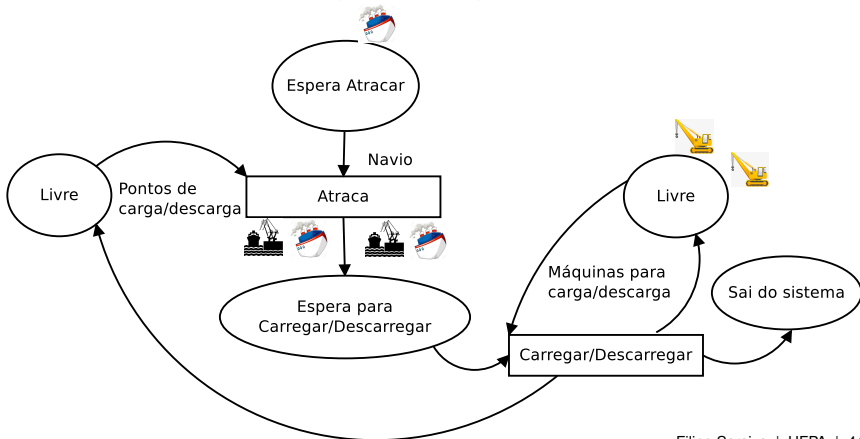 Espera Atracar
Navio
Livre
Pontos de
carga/descarga
Atraca
Livre
Máquinas para
carga/descarga
Espera para
Carregar/Descarregar
Sai do sistema
Carregar/Descarregar